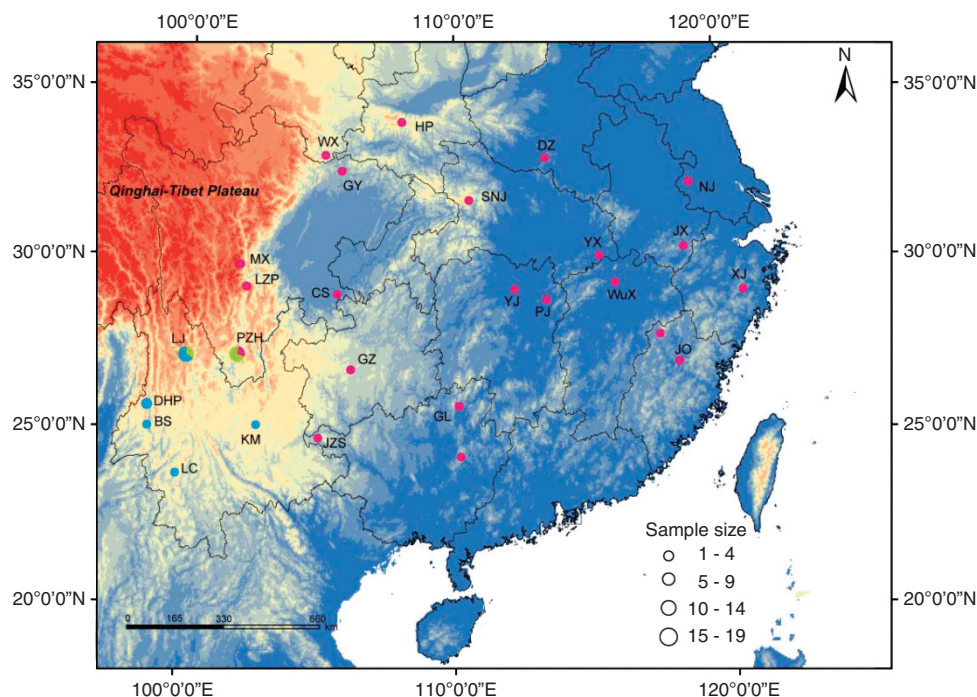 100°0'0"E 110°0'0"E 120°0'0"E
35°0'0"N 35°0'0"N
N
HP
WX
DZ
GY
Qinghai-Tibet Plateau
NJ
SNJ
30°0'0"N 30°0'0"N
YX JX
MX
LZP
XJ
CS
WuX
YJ
PJ
LJ PZH
GZ
JO
DHP
GL
25°0'0"N 25°0'0"N
BS
KM
JZS
LC
Sample size
1 - 4
5 - 9
10 - 14
15 - 19
20°0'0"N 20°0'0"N
0 165 330 660
km
100°0'0"E 110°0'0"E 120°0'0"E